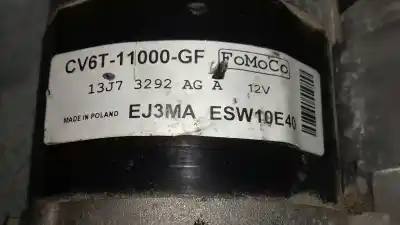 CV6T-11000-GF FoMoCo
13J7 3292 AG A 12V
MADE IN POLAND EJ3MA ESW10E40